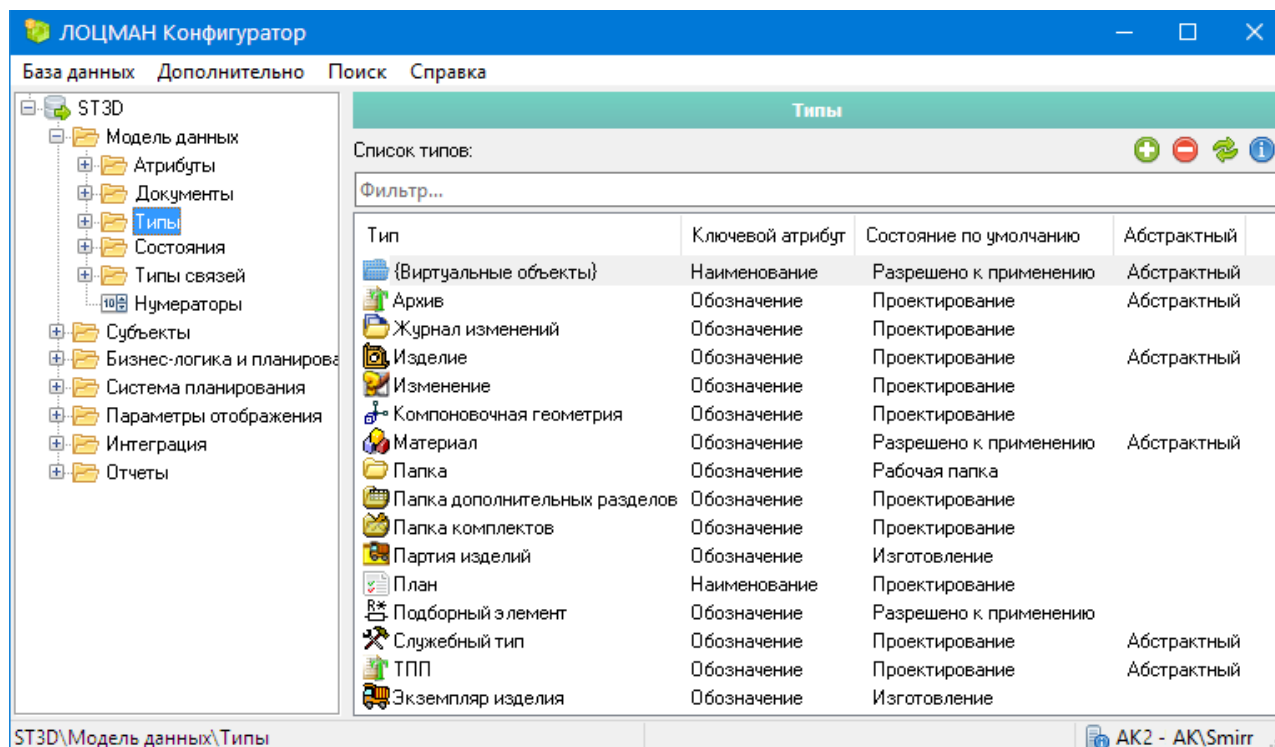 ЛОЦМАН Конфигуратор
База данных Дополнительно Поиск Справка
ST3D
Модель данных
Атрибуты
Документы
Типы
Состояния
Типы связей
Нумераторы
Субъекты
Бизнес-логика и планирова
Система планирования
Параметры отображения
Интеграция
Отчеты
Типы
Список типов:
Фильтр...
Тип Ключевой атрибут Состояние по умолчанию Абстрактный
{Виртуальные объекты} Наименование Разрешено к применению Абстрактный
Архив Обозначение Проектирование Абстрактный
Журнал изменений Обозначение Проектирование
Изделие Обозначение Проектирование Абстрактный
Изменение Обозначение Проектирование
Компоновочная геометрия Обозначение Проектирование
Материал Обозначение Разрешено к применению Абстрактный
Папка Обозначение Рабочая папка
Папка дополнительных разделов Обозначение Проектирование
Папка комплектов Обозначение Проектирование
Партия изделий Обозначение Изготовление
План Наименование Проектирование
Подборный элемент Обозначение Разрешено к применению
Служебный тип Обозначение Проектирование Абстрактный
ТПП Обозначение Проектирование Абстрактный
Экземпляр изделия Обозначение Изготовление
ST3D\Модель данных\Типы AK2 - AK\Smirr